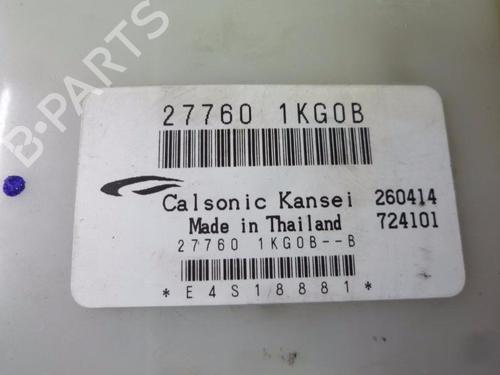 B-PARTS
27760 1KG0B
Calsonic Kansei 260414
Made in Thailand 724101
27760 1KG0B--B
*E4S18881*